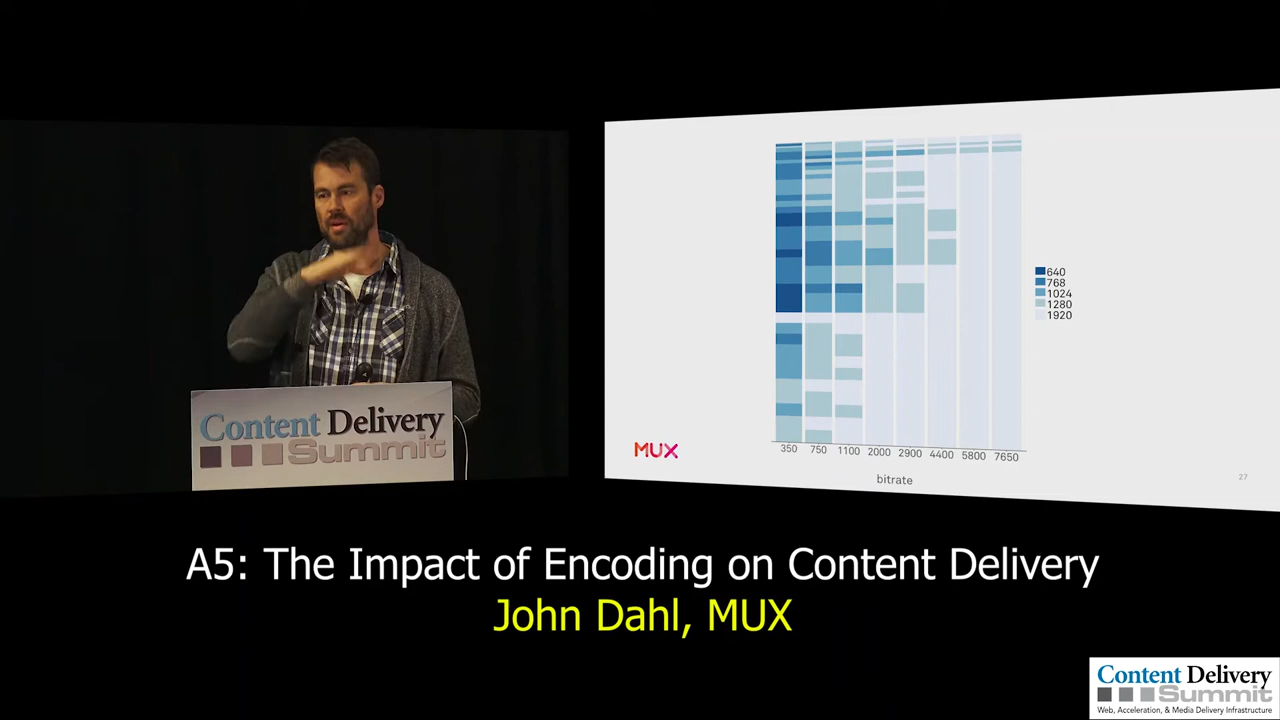 640
768
1024
1280
1920
350 750 1100 2000 2900 4400 5800 7650
bitrate
MUX
27
Content Delivery
Summit
A5: The Impact of Encoding on Content Delivery
John Dahl, MUX
Content Delivery
Summit
Web, Acceleration, & Media Delivery Infrastructure